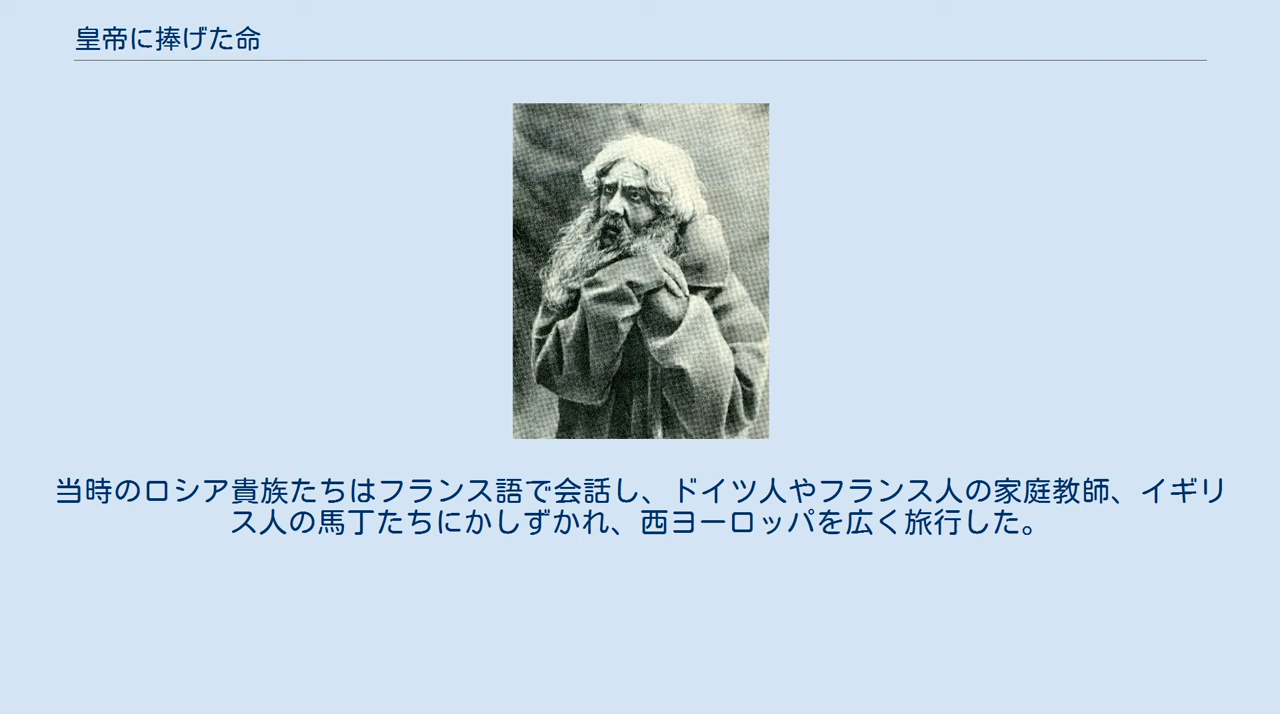 皇帝に捧げた命
当時のロシア貴族たちはフランス語で会話し、ドイツ人やフランス人の家庭教師、イギリ
ス人の馬丁たちにかしずかれ、西ヨーロッパを広く旅行した。